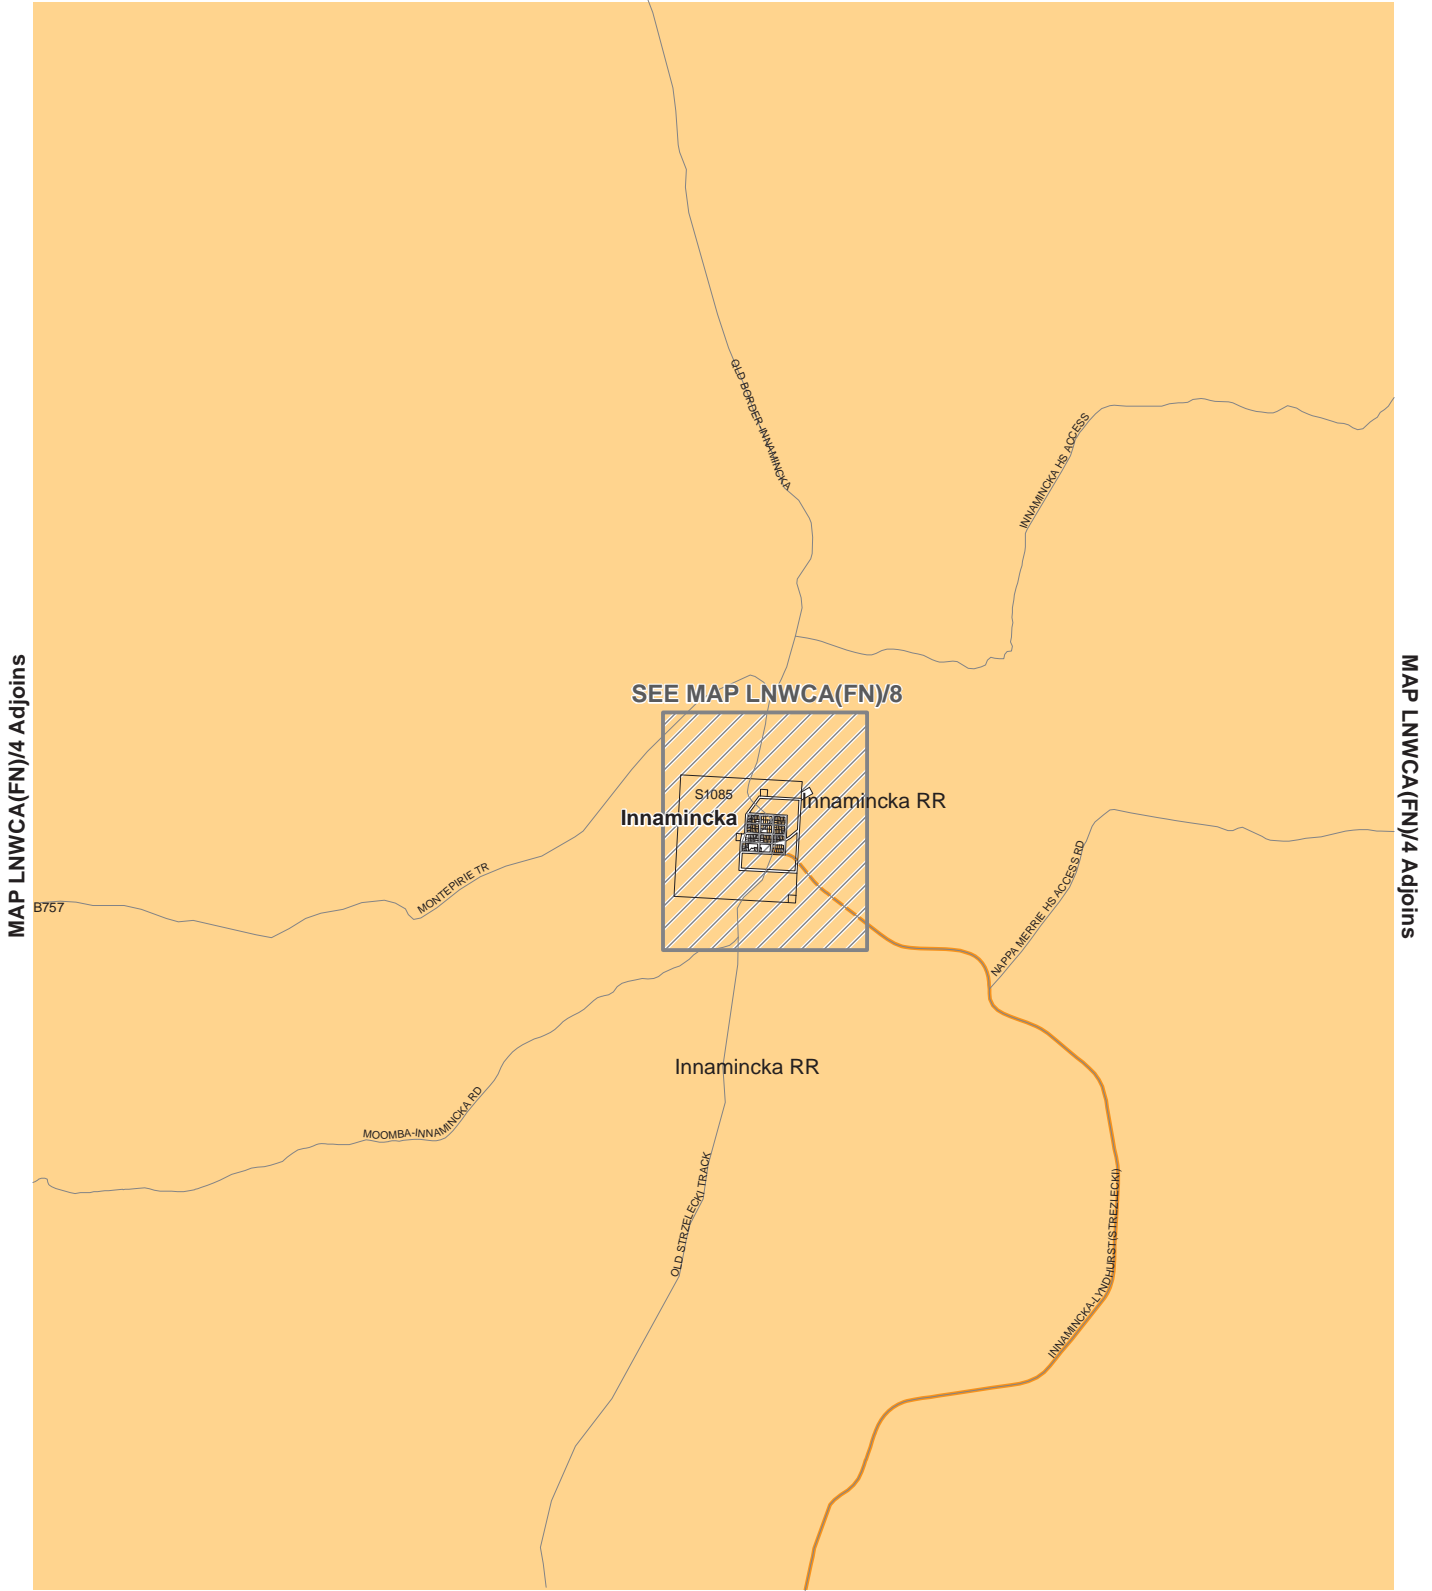 QLD BORDER-INNAMINCKA
INNAMINCKA HS ACCESS
MAP LNWCA(FN)/4 Adjoins
MAP LNWCA(FN)/4 Adjoins
SEE MAP LNWCA(FN)/8
S1085
Innamincka RR
Innamincka
MONTEPIRIE TR
B757
NAPPA MERRIE HS ACCESS RD
Innamincka RR
MOOMBA-INNAMINCKA RD
OLD STRZELECKI TRACK
INNAMINCKA-LYNDHURST(STREZLECKI)